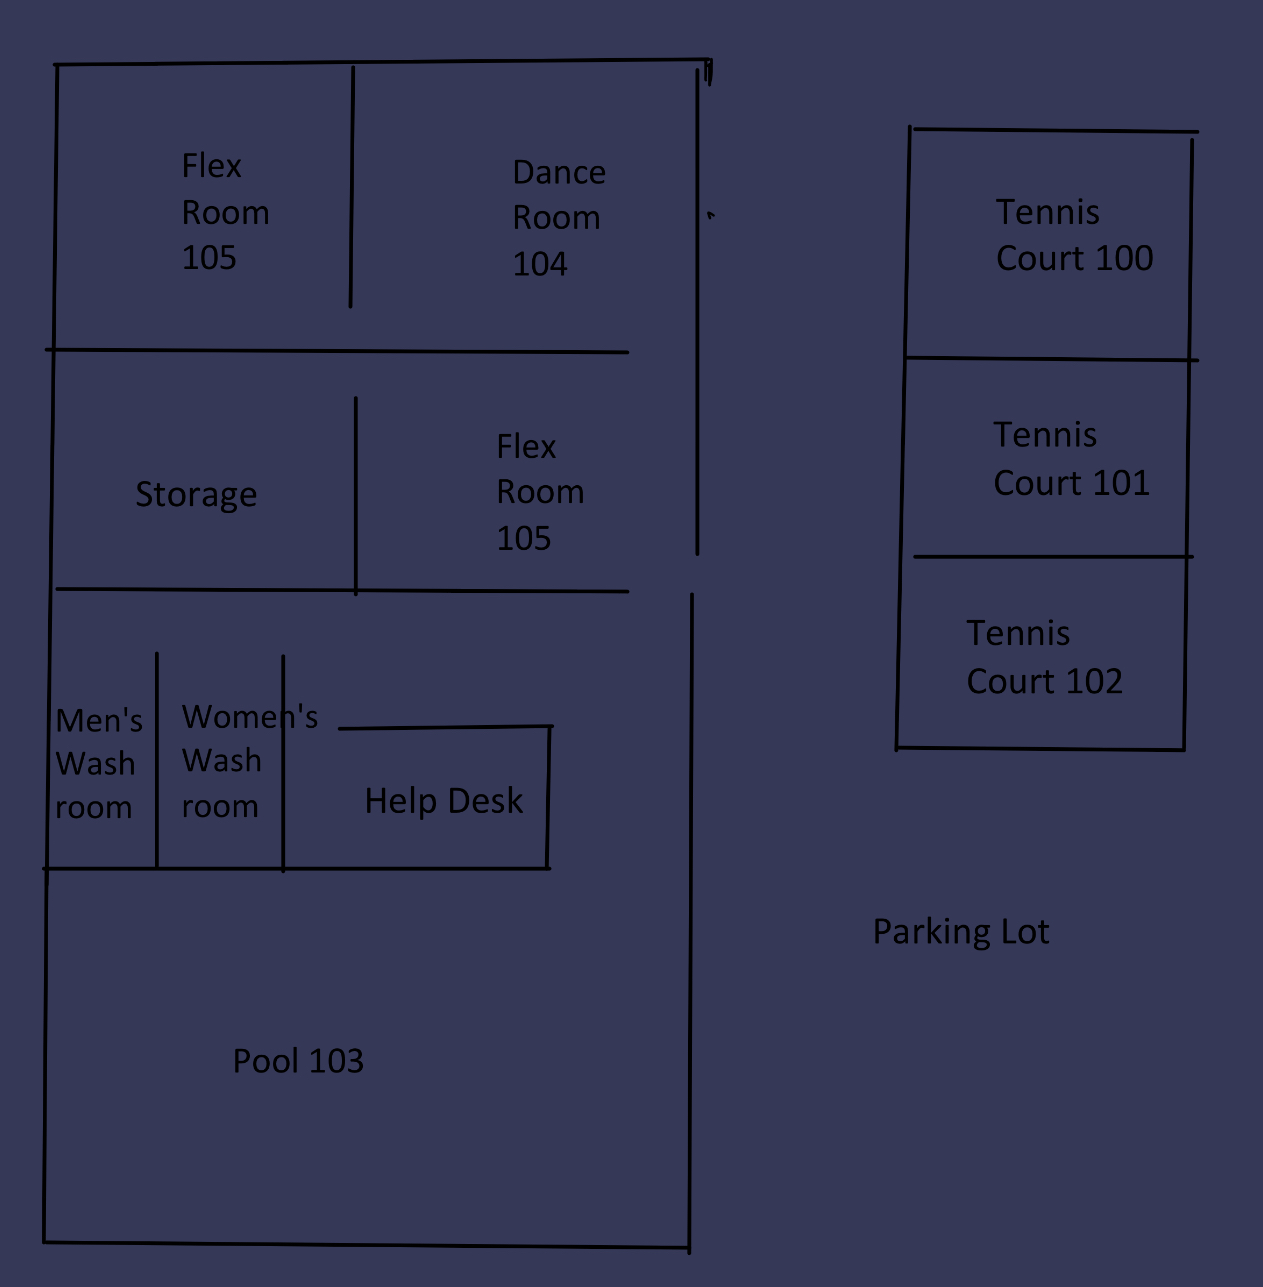 Flex
Room
105
Dance
Room
104
Tennis
Court 100
Storage
Flex
Room
105
Tennis
Court 101
Men's
Wash
room
Women's
Wash
room
Help Desk
Tennis
Court 102
Parking Lot
Pool 103